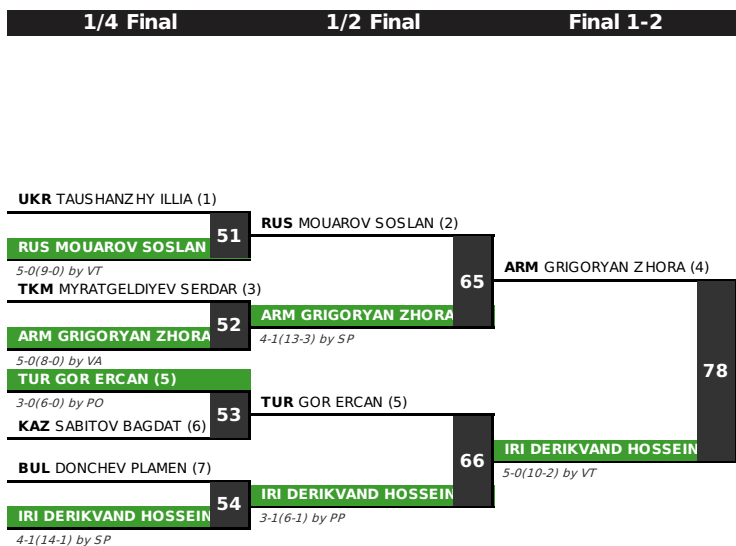 1/4 Final
1/2 Final
Final 1-2
UKR TAUSHANZHY ILLIA (1)
51
RUS MOUAROV SOSLAN
5-0(9-0) by VT
TKM MYRATGELDIYEV SERDAR (3)
52
ARM GRIGORYAN ZHORA
5-0(8-0) by VA
TUR GOR ERCAN (5)
3-0(6-0) by PO
53
KAZ SABITOV BAGDAT (6)
BUL DONCHEV PLAMEN (7)
54
IRI DERIKVAND HOSSEIN
4-1(14-1) by SP
RUS MOUAROV SOSLAN (2)
65
ARM GRIGORYAN ZHORA
4-1(13-3) by SP
TUR GOR ERCAN (5)
66
IRI DERIKVAND HOSSEIN
3-1(6-1) by PP
ARM GRIGORYAN ZHORA (4)
78
IRI DERIKVAND HOSSEIN
5-0(10-2) by VT